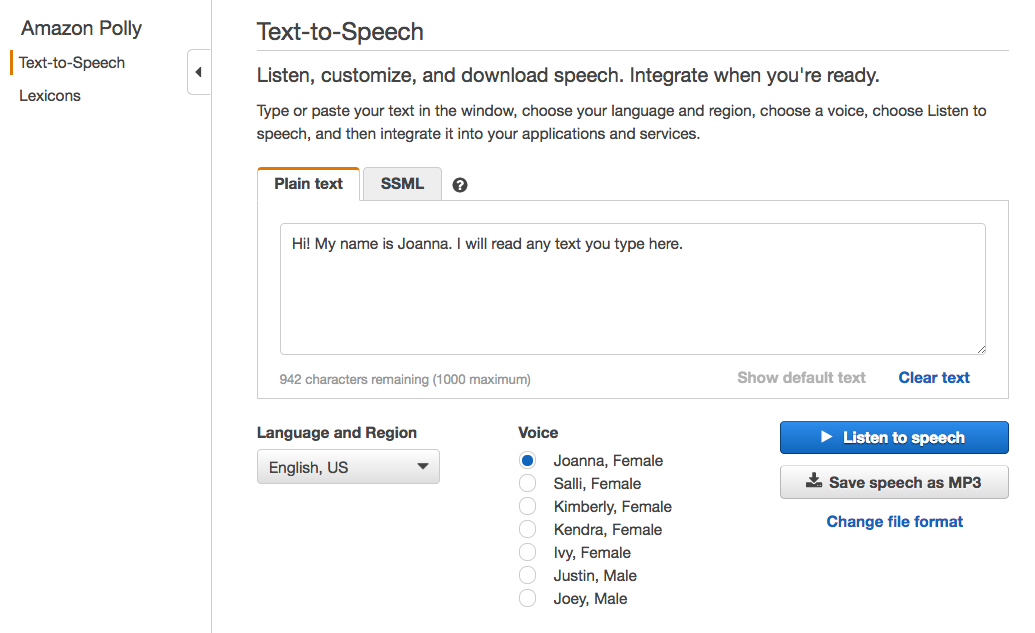 Amazon Polly
Text-to-Speech
Lexicons
Text-to-Speech
Listen, customize, and download speech. Integrate when you're ready.
Type or paste your text in the window, choose your language and region, choose a voice, choose Listen to
speech, and then integrate it into your applications and services.
Plain text
SSML
?
Hi! My name is Joanna. I will read any text you type here.
942 characters remaining (1000 maximum)
Show default text
Clear text
Language and Region
English, US
Voice
Joanna, Female
Salli, Female
Kimberly, Female
Kendra, Female
Ivy, Female
Justin, Male
Joey, Male
Listen to speech
Save speech as MP3
Change file format